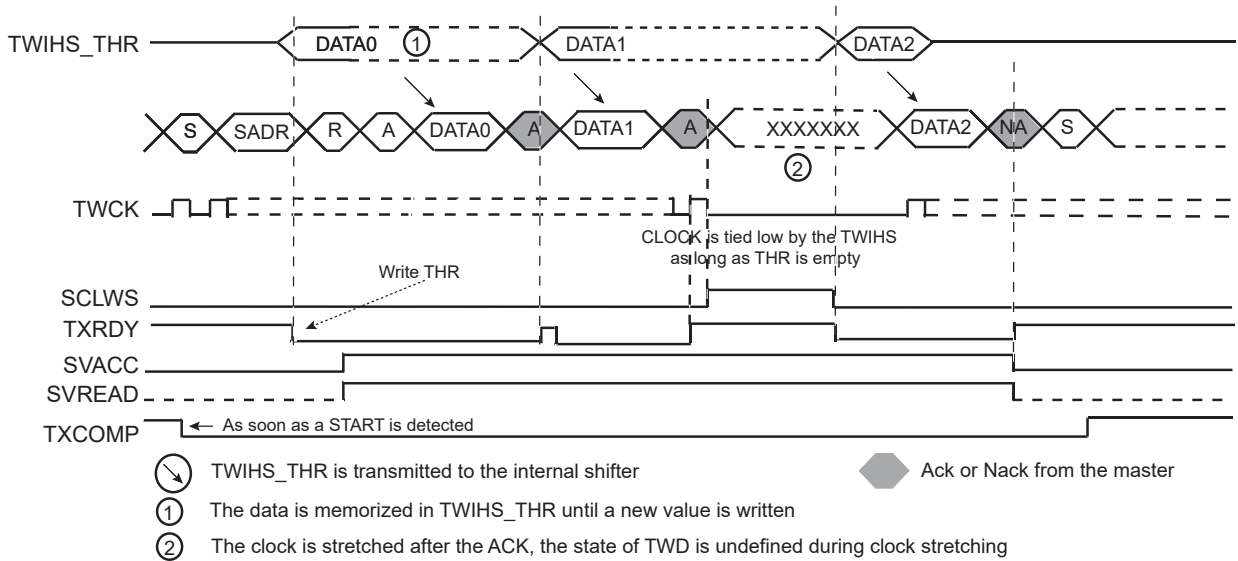 TWIHS_THR DATA0 1 DATA1 DATA2
S SADR R A DATA0 A DATA1 A XXXXXXX DATA2 NA S
2
TWCK
CLOCK is tied low by the TWIHS
as long as THR is empty
Write THR
SCLWS
TXRDY
SVACC
SVREAD
TXCOMP As soon as a START is detected
TWIHS_THR is transmitted to the internal shifter Ack or Nack from the master
1 The data is memorized in TWIHS_THR until a new value is written
2 The clock is stretched after the ACK, the state of TWD is undefined during clock stretching